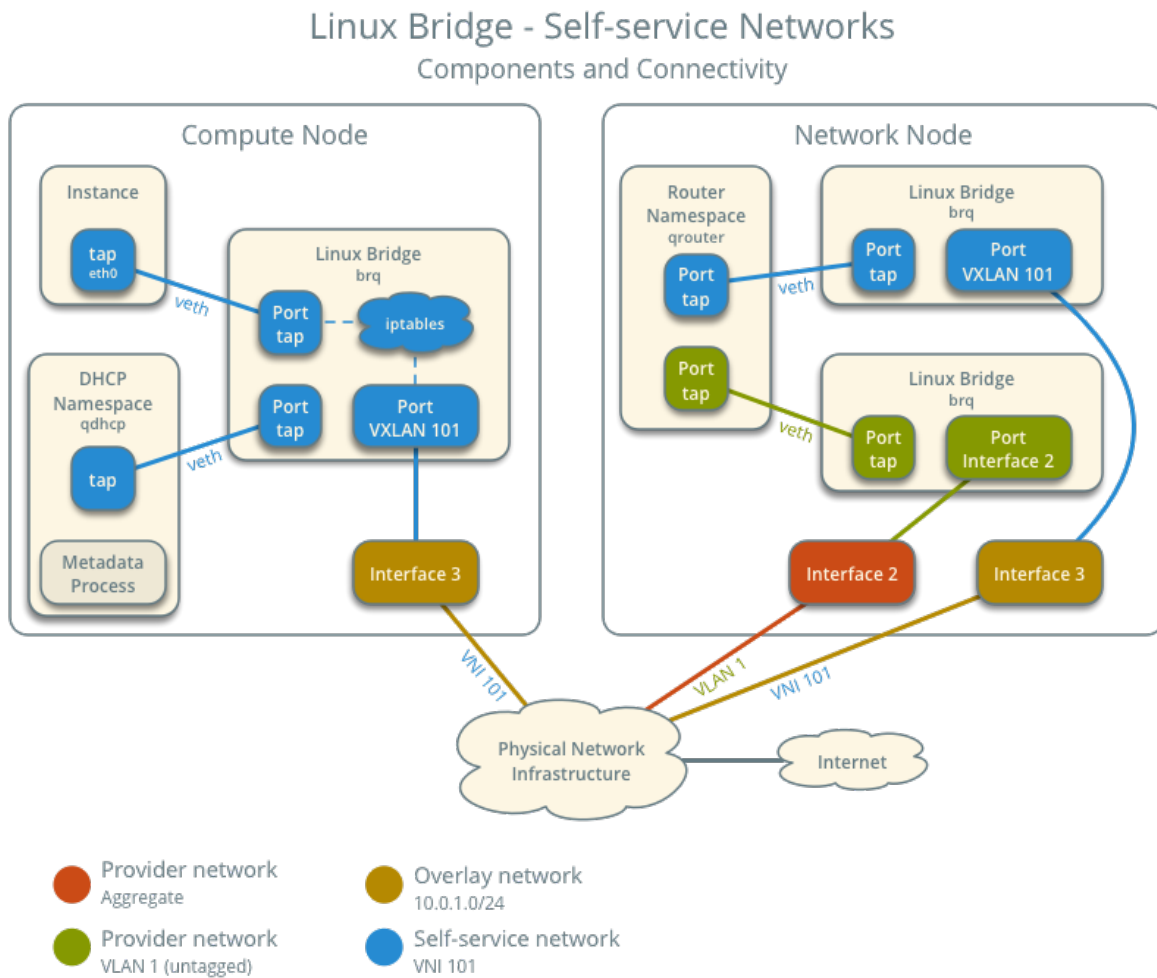 Linux Bridge - Self-service Networks
Components and Connectivity
Compute Node
Instance
tap
eth0
veth
DHCP
Namespace
qdhcp
tap
veth
Metadata
Process
Linux Bridge
brq
Port
tap
iptables
Port
tap
Port
VXLAN 101
Interface 3
VNI 101
Network Node
Router
Namespace
qrouter
Port
tap
veth
Port
tap
veth
Linux Bridge
brq
Port
tap
Port
VXLAN 101
Linux Bridge
brq
Port
tap
Port
Interface 2
Interface 2
Interface 3
VLAN 1
VNI 101
Physical Network
Infrastructure
Internet
Provider network
Aggregate
Provider network
VLAN 1 (untagged)
Overlay network
10.0.1.0/24
Self-service network
VNI 101